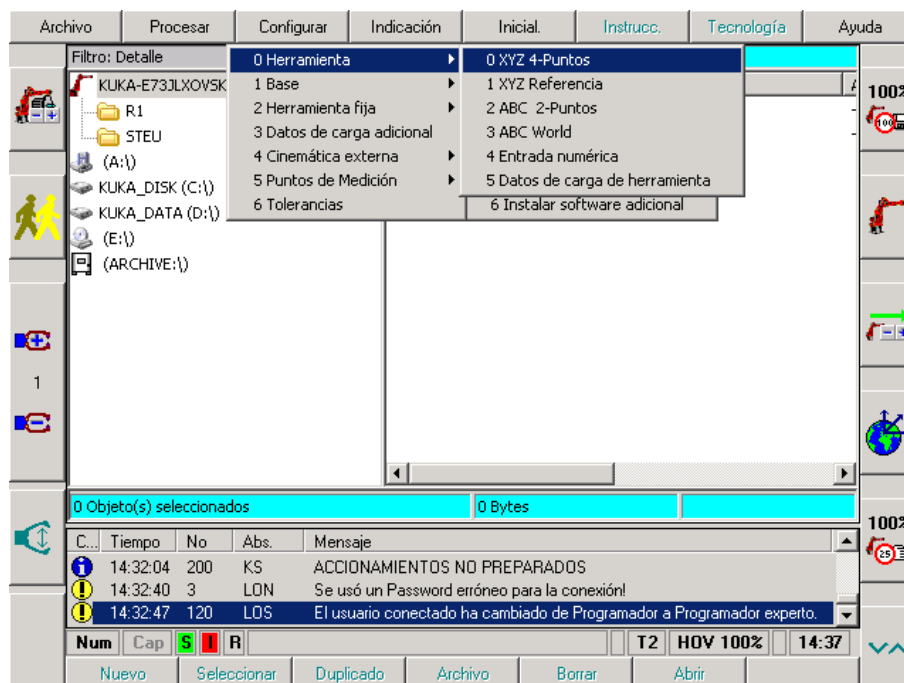 Archivo Procesar Configurar Indicación Inicial. Instrucc. Tecnología Ayuda
Filtro: Detalle
0 Herramienta
0 XYZ 4-Puntos
KUKA-E73JLXOV5K
1 Base
1 XYZ Referencia
100%
R1
2 Herramienta fija
2 ABC 2-Puntos
100
STEU
3 Datos de carga adicional
3 ABC World
(A:\)
4 Cinemática externa
4 Entrada numérica
KUKA_DISK (C:\)
5 Puntos de Medición
5 Datos de carga de herramienta
KUKA_DATA (D:\)
6 Tolerancias
6 Instalar software adicional
(E:\)
(ARCHIVE:\)
1
0 Objeto(s) seleccionados 0 Bytes
100%
25
C... Tiempo No Abs. Mensaje
14:32:04 200 KS ACCIONAMIENTOS NO PREPARADOS
14:32:40 3 LON Se usó un Password erróneo para la conexión!
14:32:47 120 LOS El usuario conectado ha cambiado de Programador a Programador experto.
Num Cap S I R T2 HOV 100% 14:37
Nuevo Seleccionar Duplicado Archivo Borrar Abrir